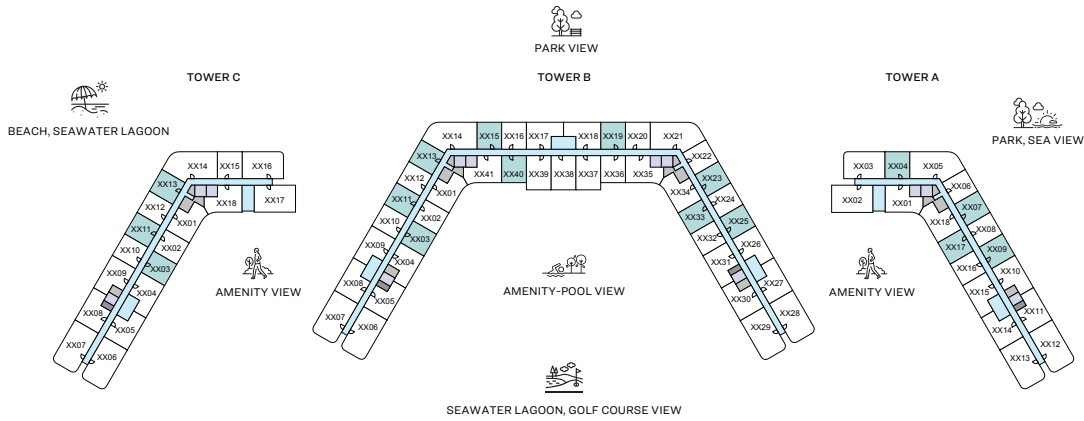 PARK VIEW
TOWER C
TOWER B
TOWER A
BEACH, SEAWATER LAGOON
PARK, SEA VIEW
XX14
XX15
XX16
XX13
XX12
XX11
XX10
XX09
XX08
XX07
XX06
XX05
XX04
XX03
XX02
XX01
XX18
XX17
AMENITY VIEW
XX14
XX15
XX16
XX17
XX18
XX19
XX20
XX21
XX13
XX12
XX11
XX10
XX09
XX08
XX07
XX06
XX05
XX04
XX03
XX02
XX01
XX41
XX40
XX39
XX38
XX37
XX36
XX35
XX34
XX22
XX23
XX24
XX25
XX26
XX27
XX28
XX29
XX30
XX31
XX32
XX33
AMENITY-POOL VIEW
XX03
XX04
XX05
XX02
XX01
XX18
XX06
XX07
XX08
XX09
XX10
XX11
XX12
XX13
XX14
XX15
XX16
XX17
AMENITY VIEW
SEAWATER LAGOON, GOLF COURSE VIEW